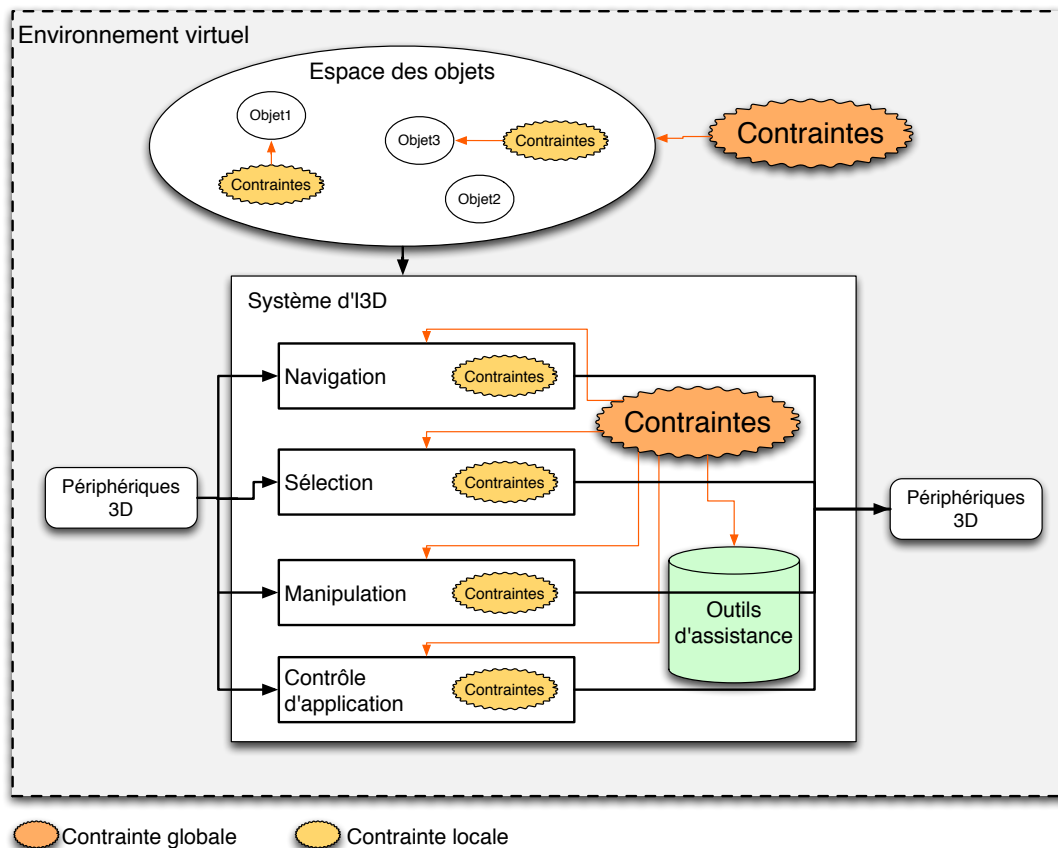 Environnement virtuel
Espace des objets
Objet1
Objet3
Contraintes
Contraintes
Contraintes
Objet2
Système d'I3D
Navigation
Contraintes
Contraintes
Sélection
Contraintes
Périphériques
3D
Périphériques
3D
Manipulation
Contraintes
Outils
d'assistance
Contrôle
d'application
Contraintes
Contrainte globale
Contrainte locale